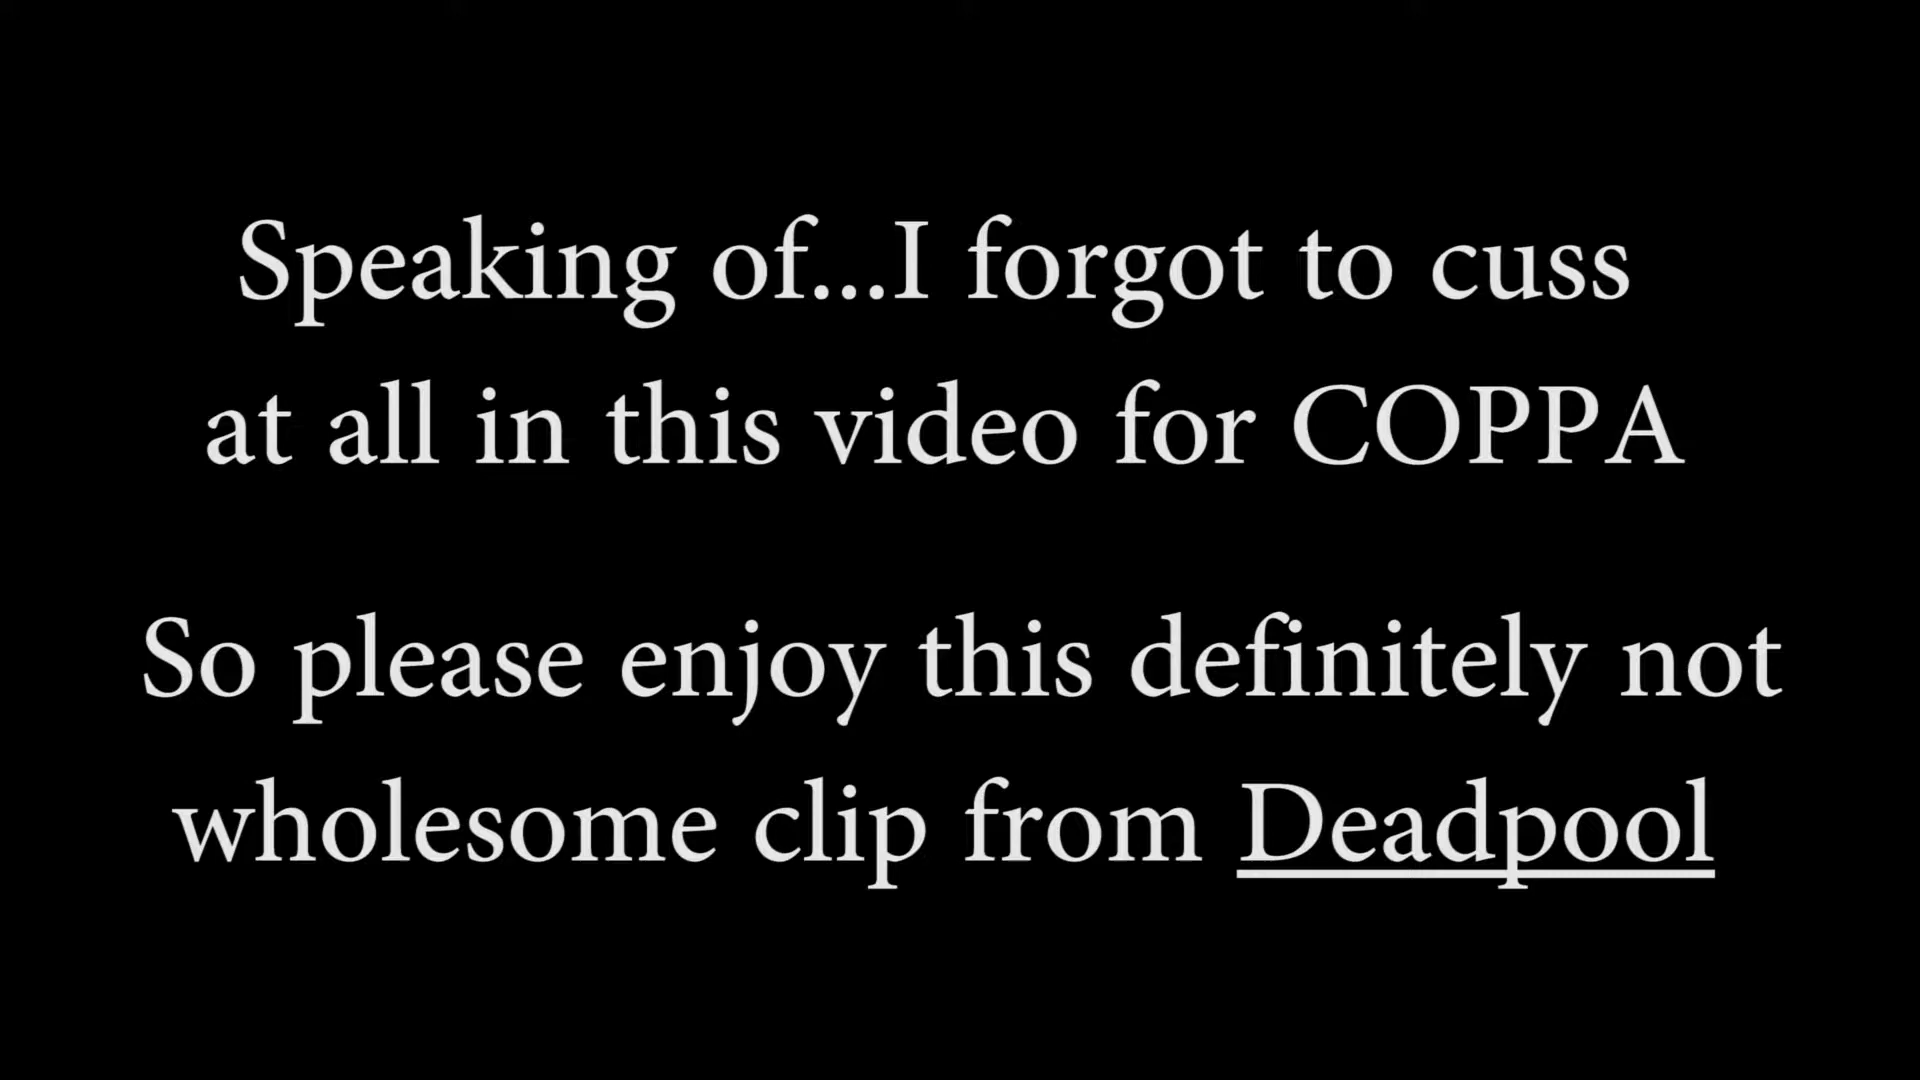 Speaking of...I forgot to cuss
at all in this video for COPPA
So please enjoy this definitely not
wholesome clip from Deadpool